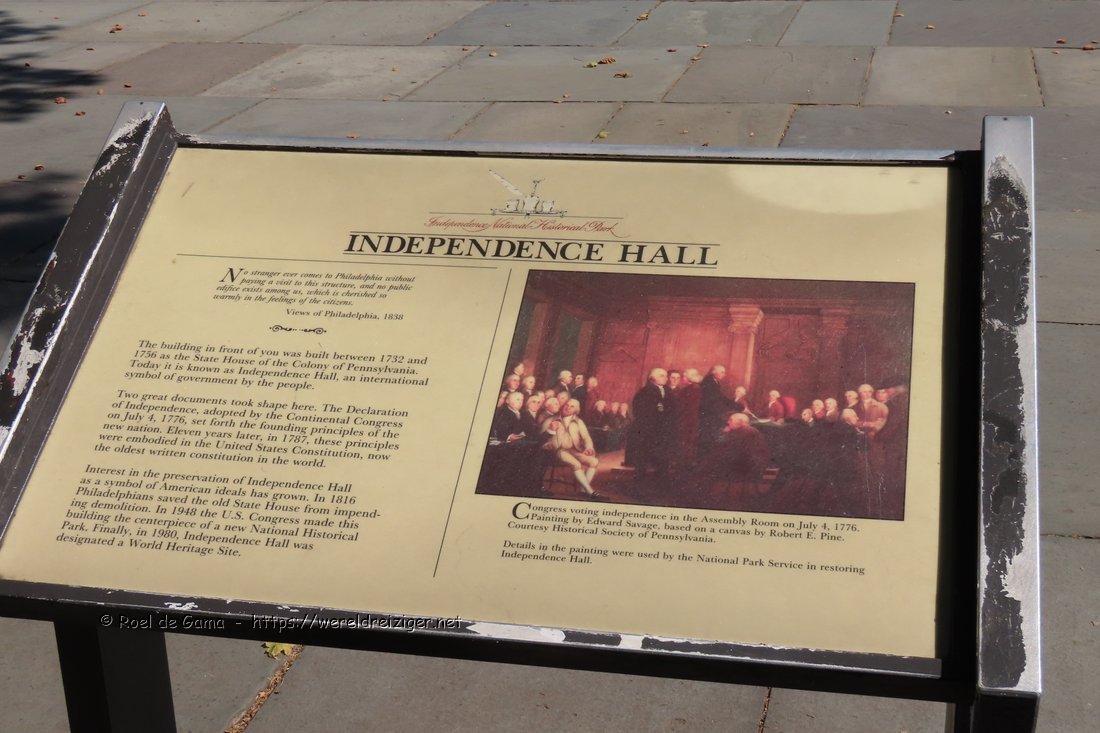 Independence National Historical Park
INDEPENDENCE HALL
No stranger ever comes to Philadelphia without
paying a visit to this structure, and no public
edifice exists among us, which is cherished so
warmly in the feelings of the citizens.
Views of Philadelphia, 1838
The building in front of you was built between 1732 and
1756 as the State House of the Colony of Pennsylvania.
Today it is known as Independence Hall, an international
symbol of government by the people.
Two great documents took shape here. The Declaration
of Independence, adopted by the Continental Congress
on July 4, 1776, set forth the founding principles of the
new nation. Eleven years later, in 1787, these principles
were embodied in the United States Constitution, now
the oldest written constitution in the world.
Interest in the preservation of Independence Hall
as a symbol of American ideals has grown. In 1816
Philadelphians saved the old State House from impend-
ing demolition. In 1948 the U.S. Congress made this
building the centerpiece of a new National Historical
Park. Finally, in 1980, Independence Hall was
designated a World Heritage Site.
Congress voting independence in the Assembly Room on July 4, 1776.
Painting by Edward Savage, based on a canvas by Robert E. Pine.
Courtesy Historical Society of Pennsylvania.
Details in the painting were used by the National Park Service in restoring
Independence Hall.
© Roel de Gama - https://wereldreiziger.net